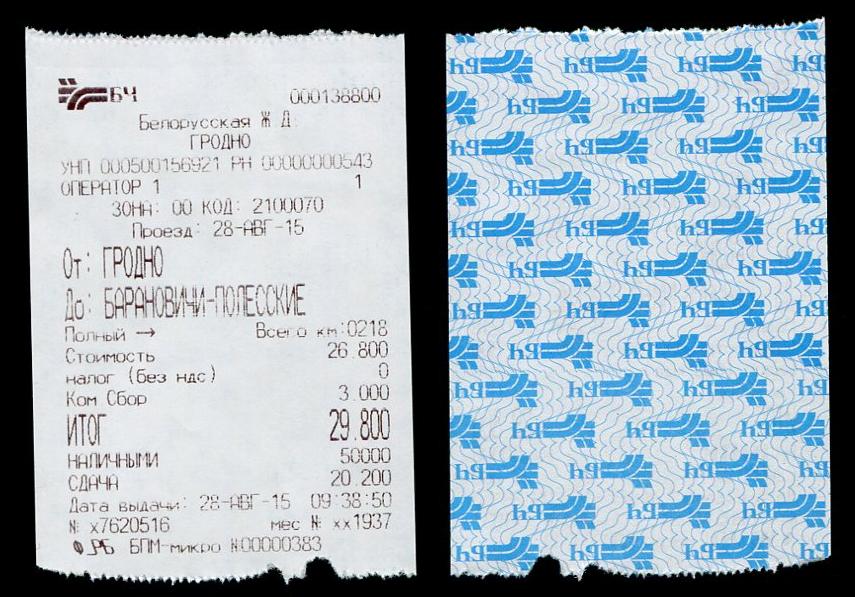 БЧ 000138800
Белорусская Ж Д
ГРОДНО
УНП 000500156921 РН 00000000543
ОПЕРАТОР 1 1
ЗОНА: 00 КОД: 2100070
Проезд: 28-АВГ-15
От: ГРОДНО
До: БАРАНОВИЧИ-ПОЛЕССКИЕ
Полный → Всего км:0218
Стоимость 26.800
налог (без ндс) 0
Ком Сбор 3.000
ИТОГ 29.800
НАЛИЧНЫМИ 50000
СДАЧА 20.200
Дата выдачи: 28-АВГ-15 09:38:50
№: х7620516 мес №: хх1937
РБ БПМ-микро №00000383